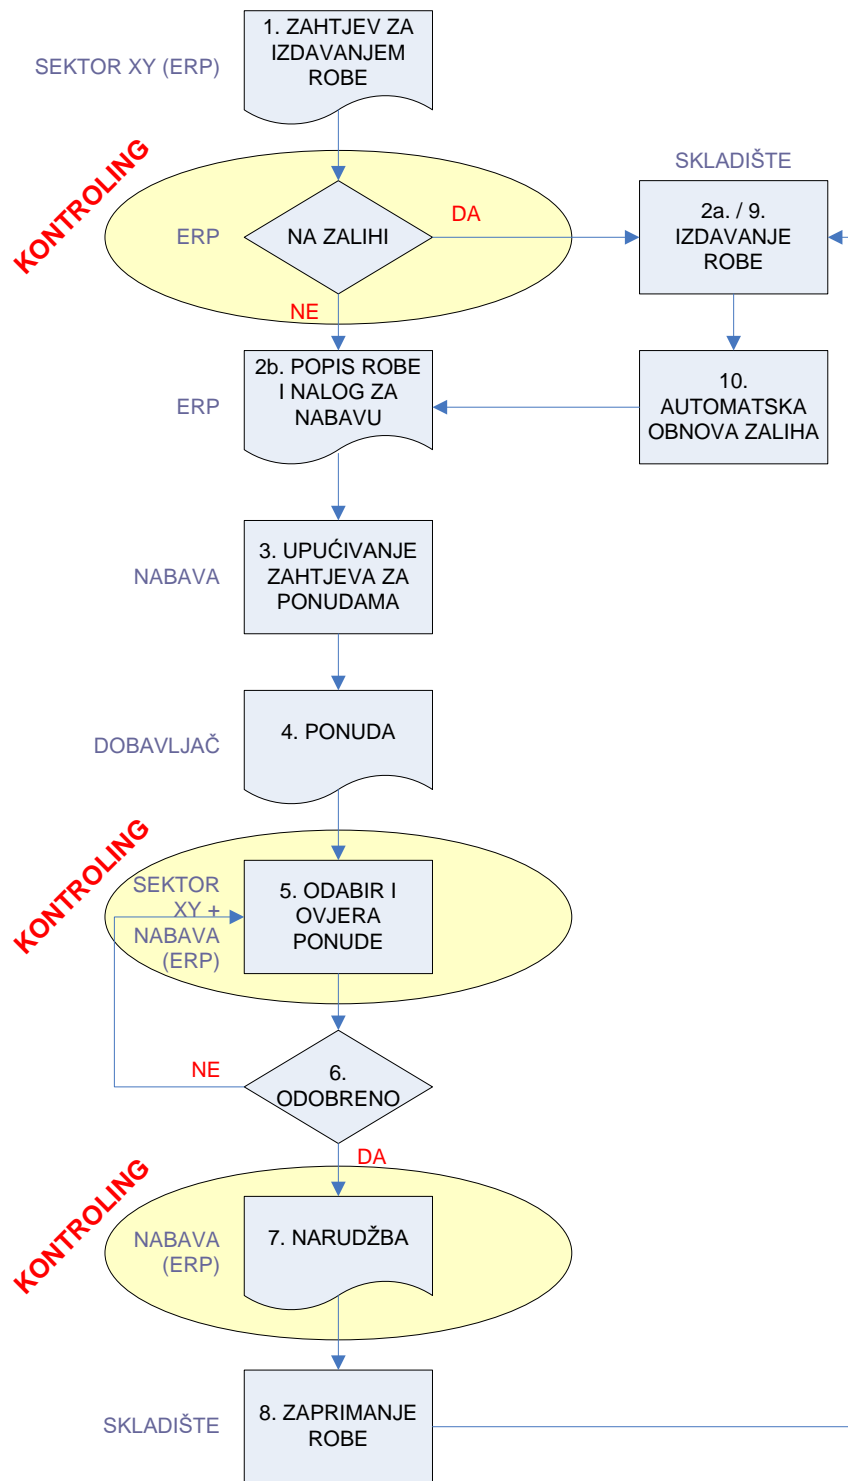 1. ZAHTJEV ZA
IZDAVANJEM
ROBE
SEKTOR XY (ERP)
KONTROLING
SKLADIŠTE
ERP
NA ZALIHI
DA
NE
2a. / 9.
IZDAVANJE
ROBE
2b. POPIS ROBE
I NALOG ZA
NABAVU
ERP
10.
AUTOMATSKA
OBNOVA ZALIHA
NABAVA
3. UPUĆIVANJE
ZAHTJEVA ZA
PONUDAMA
DOBAVLJAČ
4. PONUDA
KONTROLING
SEKTOR
XY +
NABAVA
(ERP)
5. ODABIR I
OVJERA
PONUDE
NE
6.
ODOBRENO
DA
KONTROLING
NABAVA
(ERP)
7. NARUDŽBA
SKLADIŠTE
8. ZAPRIMANJE
ROBE